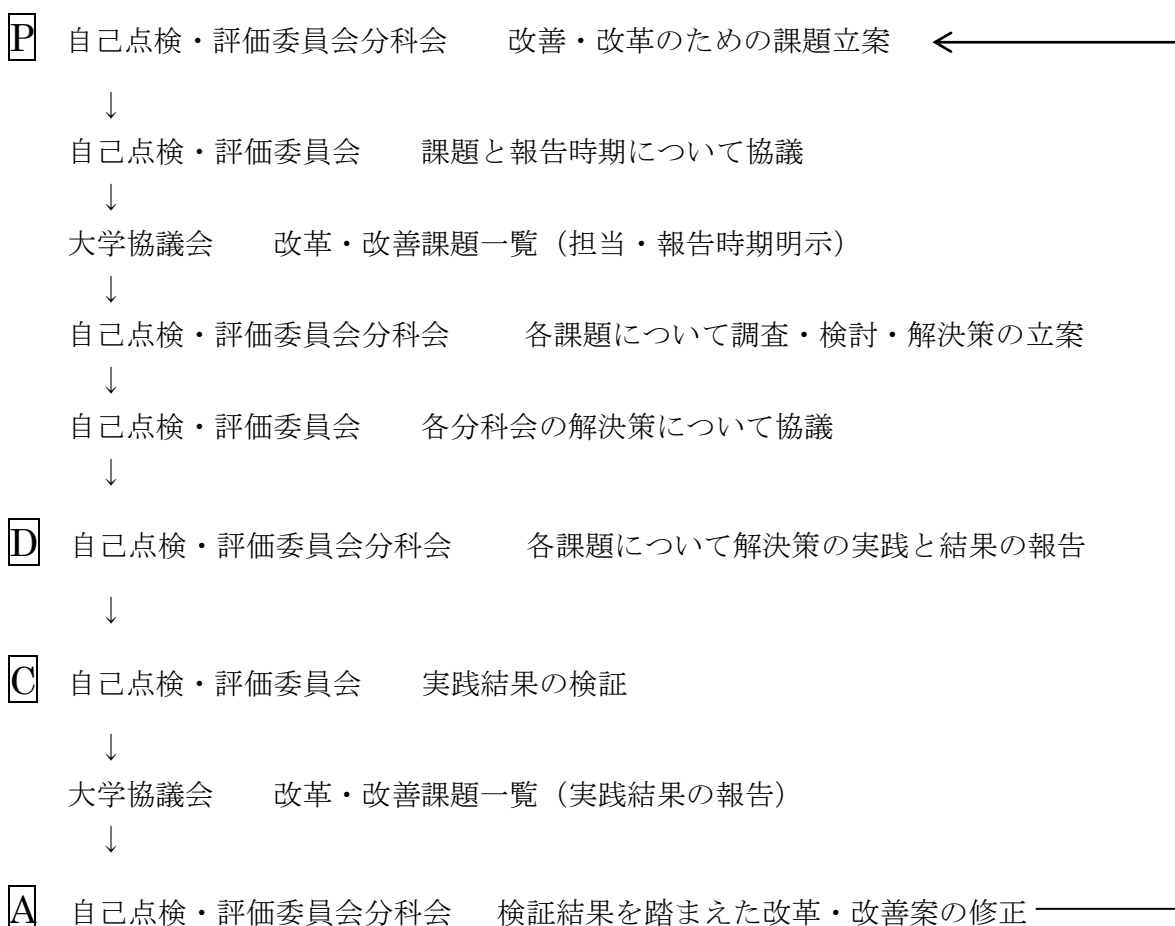 P 自己点検・評価委員会分科会 改善・改革のための課題立案 ←
↓
自己点検・評価委員会 課題と報告時期について協議
↓
大学協議会 改革・改善課題一覧（担当・報告時期明示）
↓
自己点検・評価委員会分科会 各課題について調査・検討・解決策の立案
↓
自己点検・評価委員会 各分科会の解決策について協議
↓
D 自己点検・評価委員会分科会 各課題について解決策の実践と結果の報告
↓
C 自己点検・評価委員会 実践結果の検証
↓
大学協議会 改革・改善課題一覧（実践結果の報告）
↓
A 自己点検・評価委員会分科会 検証結果を踏まえた改革・改善案の修正